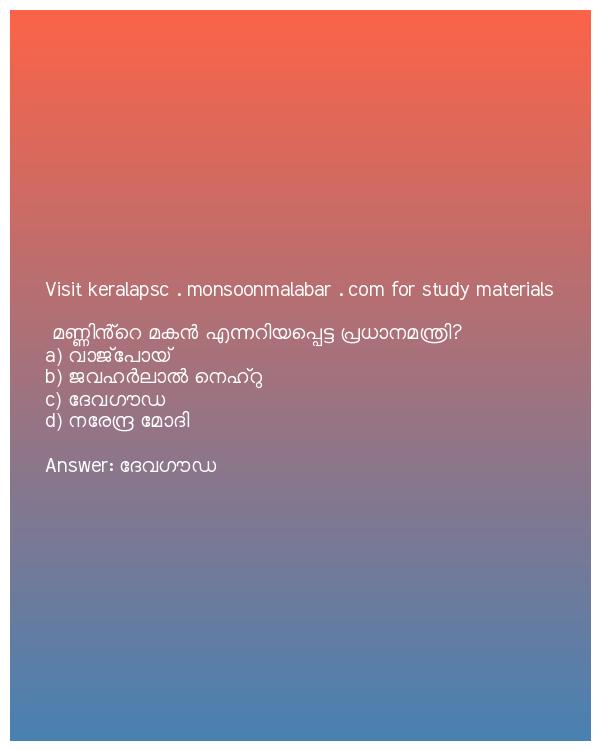 Visit keralapsc . monsoonmalabar . com for study materials
മണ്ണിൻ്റെ മകൻ എന്നറിയപ്പെട്ട പ്രധാനമന്ത്രി?
a) വാജ്പോയ്
b) ജവഹർലാൽ നെഹ്റു
c) ദേവഗൗഡ
d) നരേന്ദ്ര മോദി
Answer: ദേവഗൗഡ